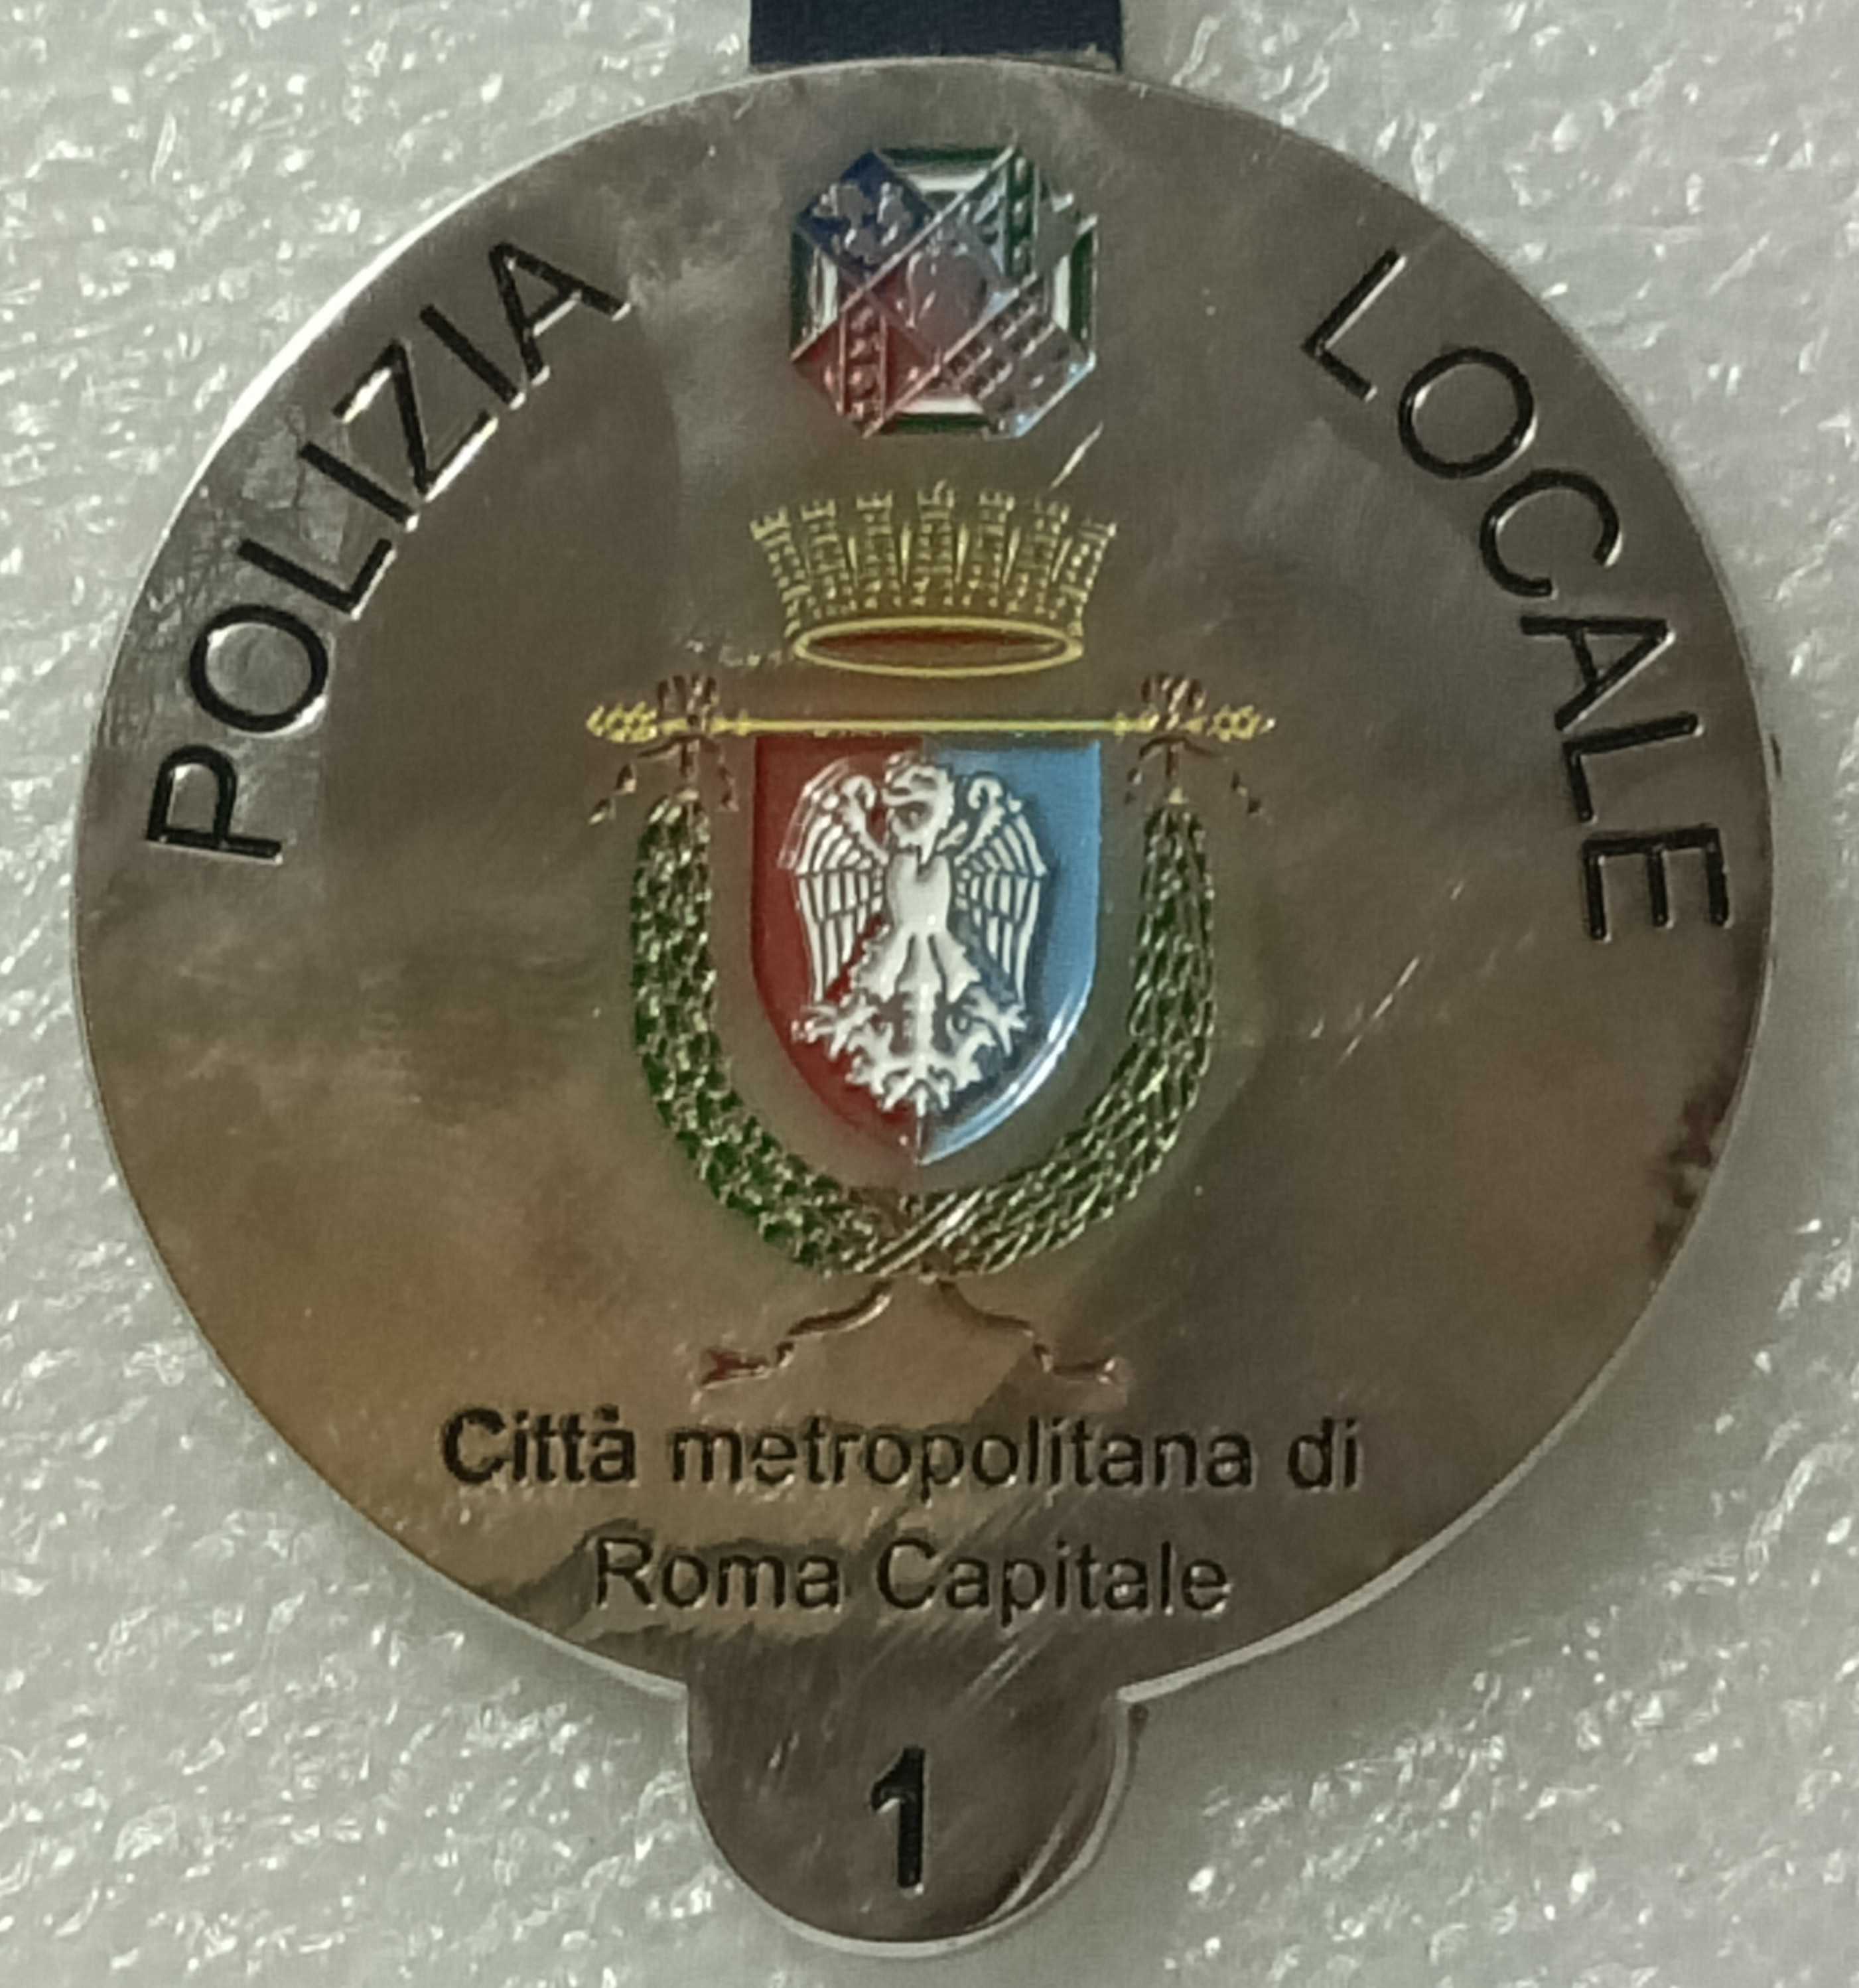 POLIZIA LOCALE
Città metropolitana di
Roma Capitale
1